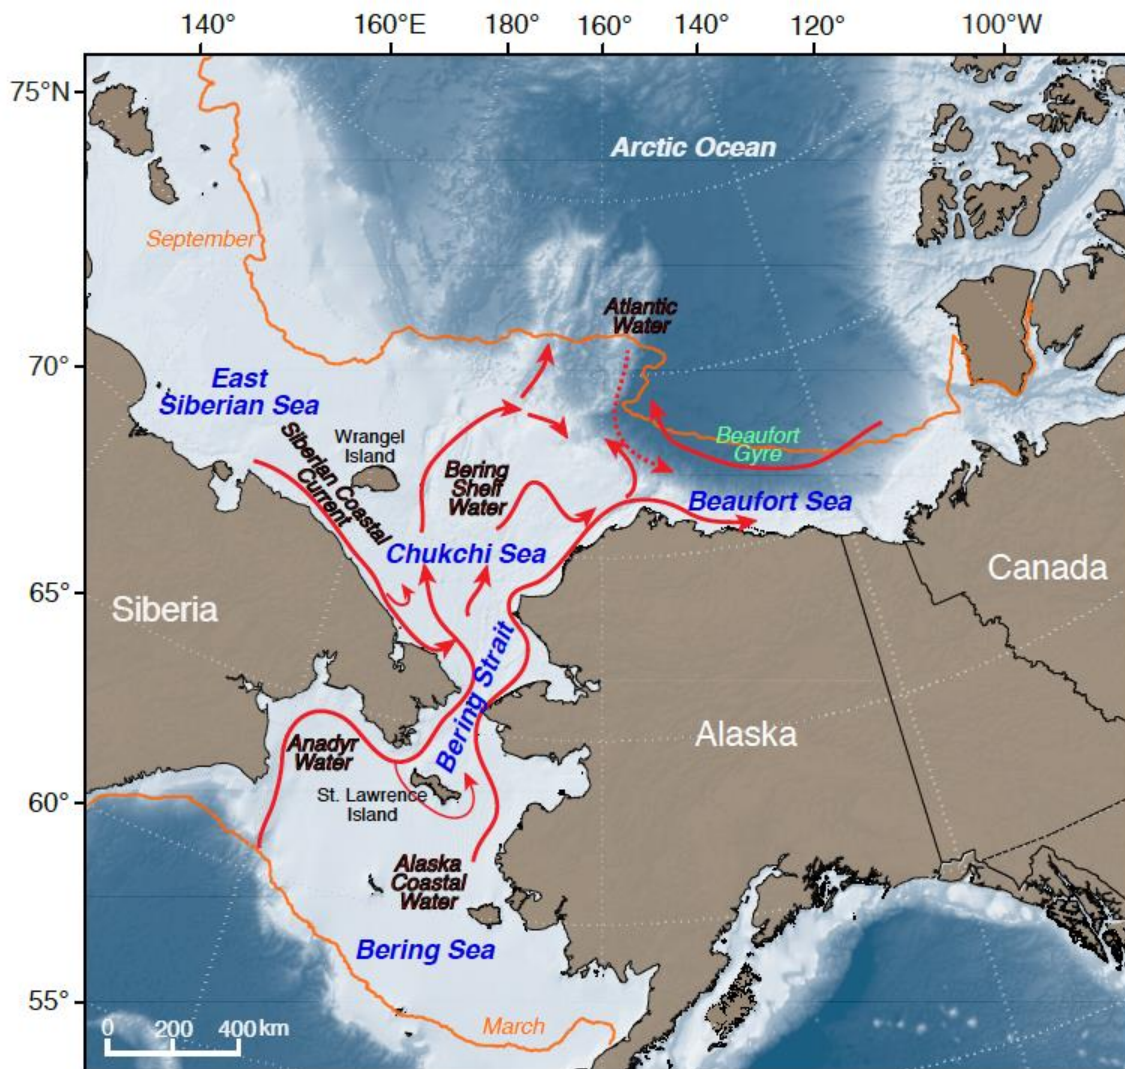 140°
160°E
180°
160°
140°
120°
100°W
75°N
Arctic Ocean
September
Atlantic
Water
70°
East
Siberian Sea
Wrangel
Island
Siberian Coastal
Current
Bering
Shelf
Water
Beaufort
Gyre
Beaufort Sea
Chukchi Sea
Canada
65°
Siberia
Bering Strait
Alaska
Anadyr
Water
St. Lawrence
Island
60°
Alaska
Coastal
Water
Bering Sea
55°
0 200 400 km
March